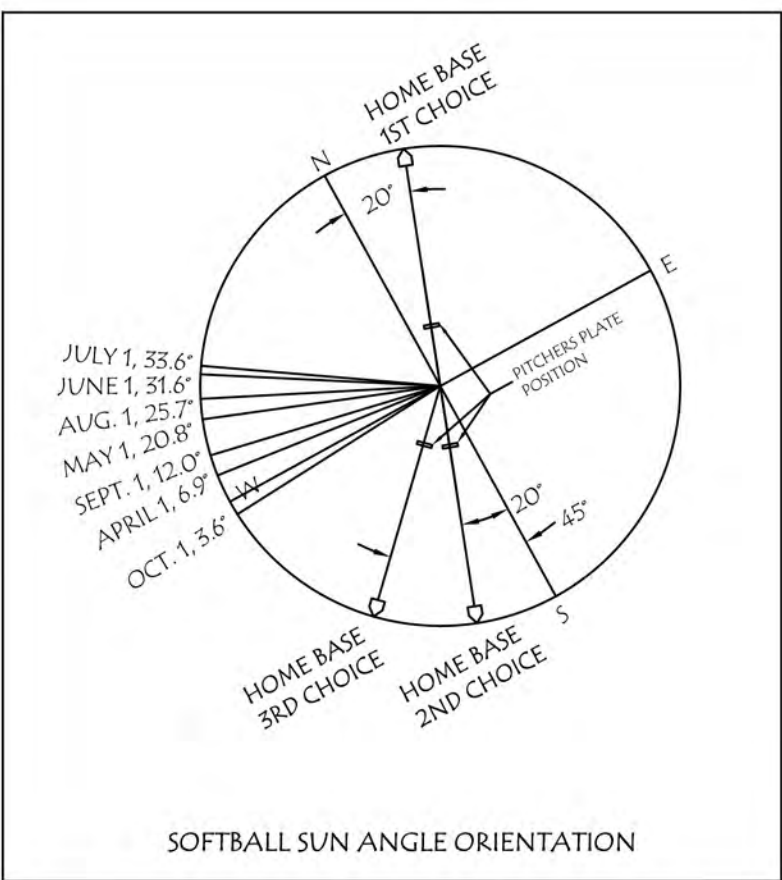 HOME BASE
1ST CHOICE
N
20°
E
PITCHERS PLATE
POSITION
JULY 1, 33.6°
JUNE 1, 31.6°
AUG. 1, 25.7°
MAY 1, 20.8°
SEPT. 1, 12.0°
APRIL 1, 6.9°
W
OCT. 1, 3.6°
20°
45°
S
HOME BASE
3RD CHOICE
HOME BASE
2ND CHOICE
SOFTBALL SUN ANGLE ORIENTATION